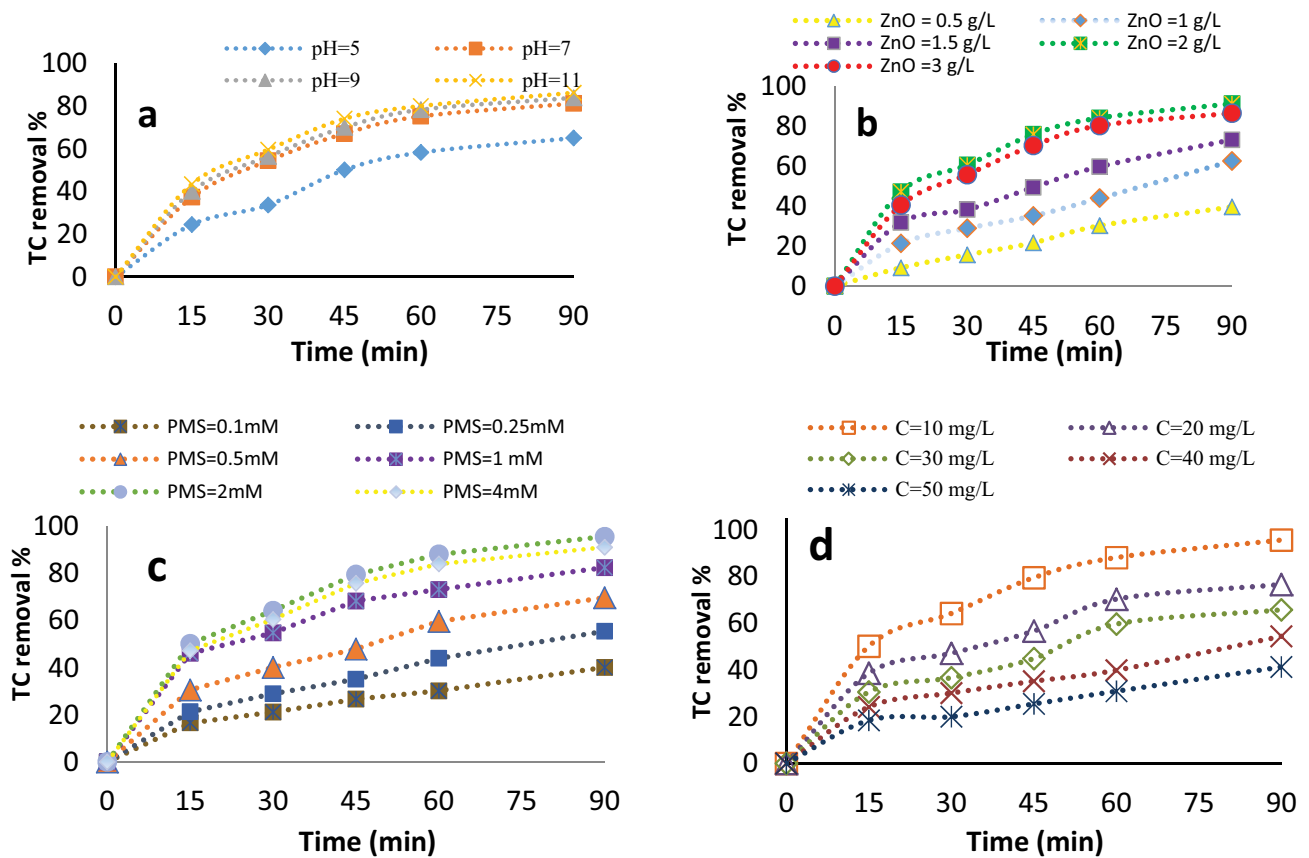 pH=5 pH=7
pH=9 pH=11
a
TC removal %
100
80
60
40
20
0
0 15 30 45 60 75 90
Time (min)
ZnO = 0.5 g/L ZnO =1 g/L
ZnO =1.5 g/L ZnO =2 g/L
ZnO =3 g/L
b
TC removal %
100
80
60
40
20
0
0 15 30 45 60 75 90
Time (min)
PMS=0.1mM PMS=0.25mM
PMS=0.5mM PMS=1 mM
PMS=2mM PMS=4mM
c
TC removal %
100
80
60
40
20
0
0 15 30 45 60 75 90
Time (min)
C=10 mg/L C=20 mg/L
C=30 mg/L C=40 mg/L
C=50 mg/L
d
TC removal %
100
80
60
40
20
0
0 15 30 45 60 75 90
Time (min)